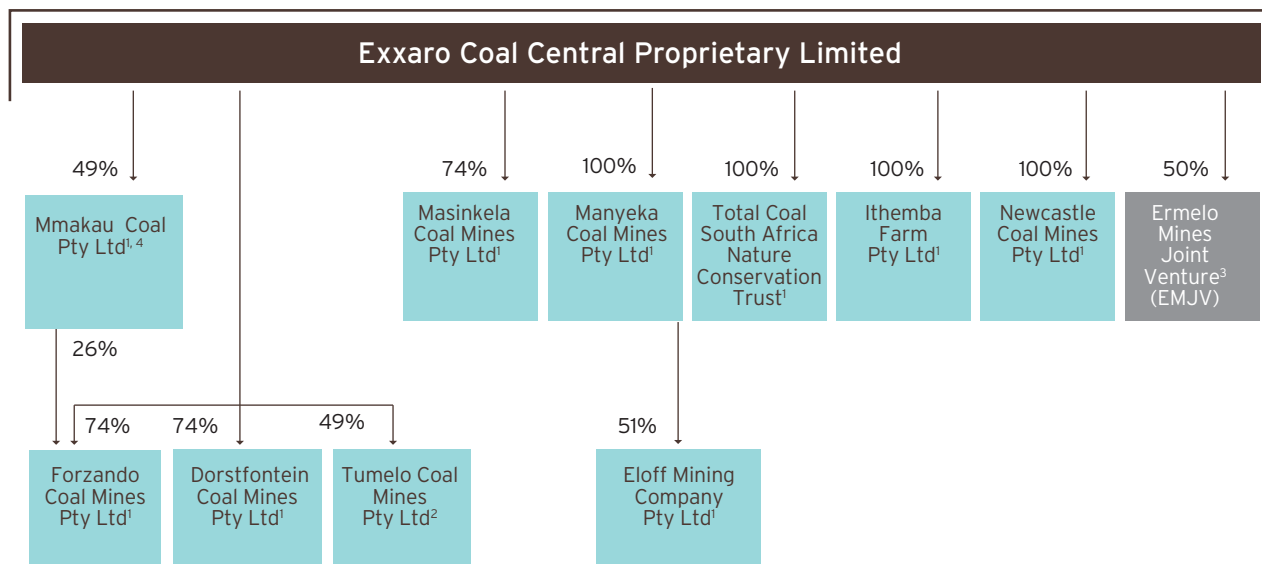 Exxaro Coal Central Proprietary Limited
49%
74%
100%
100%
100%
100%
50%
Mmakau Coal
Pty Ltd1, 4
Masinkela
Coal Mines
Pty Ltd1
Manyeka
Coal Mines
Pty Ltd1
Total Coal
South Africa
Nature
Conservation
Trust1
Ithemba
Farm
Pty Ltd1
Newcastle
Coal Mines
Pty Ltd1
Ermelo
Mines
Joint
Venture3
(EMJV)
26%
74%
74%
49%
51%
Forzando
Coal Mines
Pty Ltd1
Dorstfontein
Coal Mines
Pty Ltd1
Tumelo Coal
Mines
Pty Ltd2
Eloff Mining
Company
Pty Ltd1